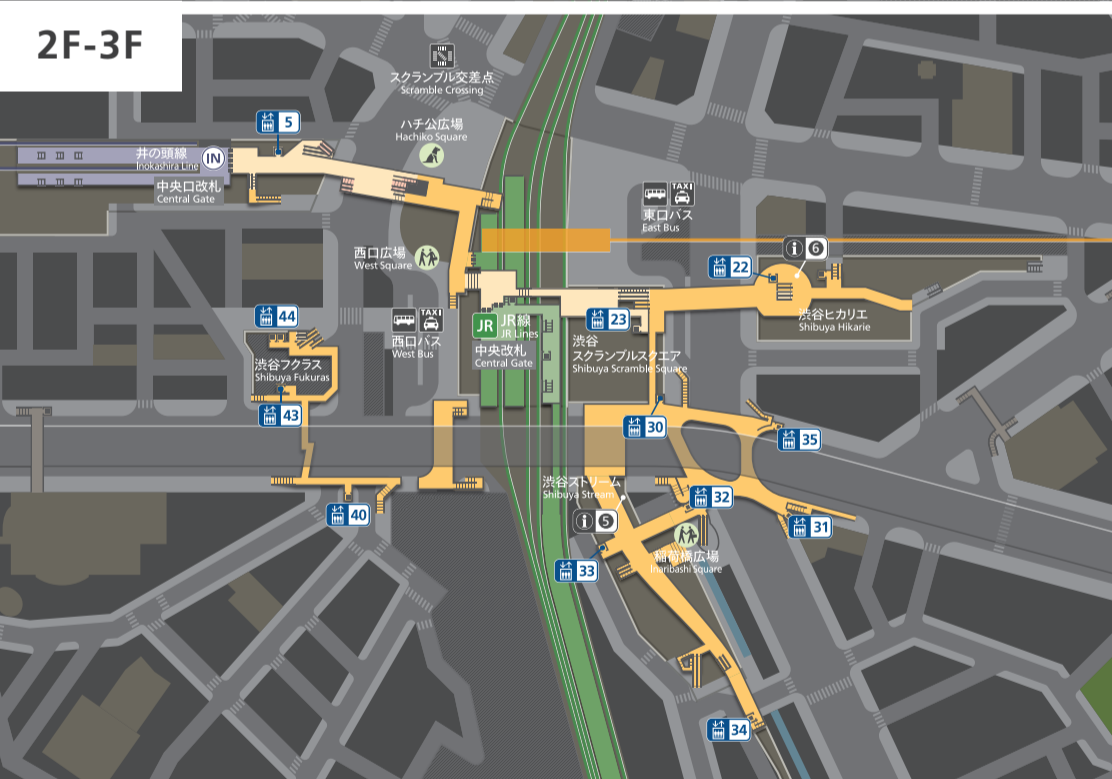 2F-3F
スクランブル交差点
Scramble Crossing
5
ハチ公広場
Hachiko Square
井の頭線
Inokashira Line
IN
中央口改札
Central Gate
TAXI
東口バス
East Bus
i 6
西口広場
West Square
22
44
TAXI
西口バス
West Bus
JR
JR線
JR Lines
中央改札
Central Gate
23
渋谷ヒカリエ
Shibuya Hikarie
渋谷
スクランブルスクエア
Shibuya Scramble Square
渋谷フクラス
Shibuya Fukuras
43
30
35
渋谷ストリーム
Shibuya Stream
32
40
i 5
31
稲荷橋広場
Inaribashi Square
33
34